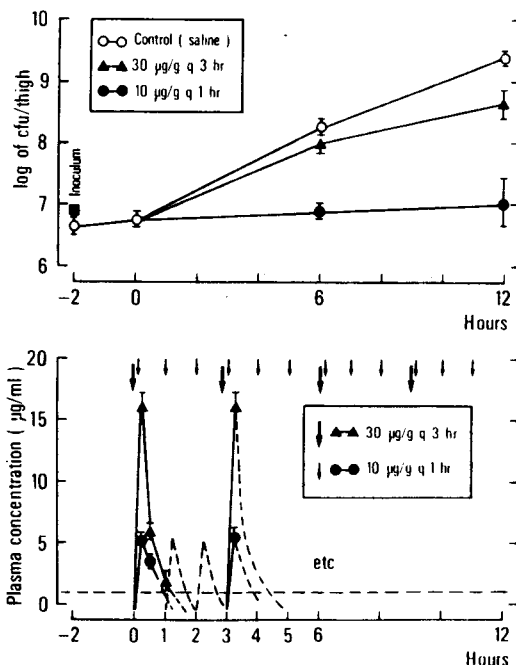 10
9
8
7
6
log of cfu/thigh
Control ( saline)
30 µg/g q 3 hr
10 µg/g q 1 hr
Inoculum
-2 0 6 12
Hours
20
15
10
5
0
Plasma concentration ( µg/ml)
30 µg/g q 3 hr
10 µg/g q 1 hr
etc
-2 0 1 2 3 4 5 6 12
Hours